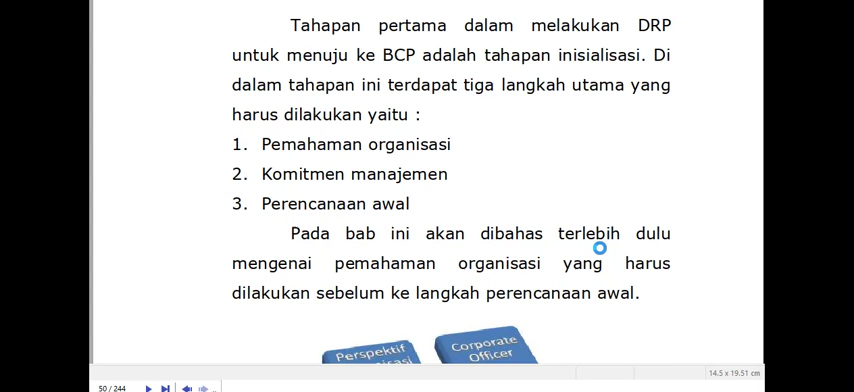 Tahapan pertama dalam melakukan DRP
untuk menuju ke BCP adalah tahapan inisialisasi. Di
dalam tahapan ini terdapat tiga langkah utama yang
harus dilakukan yaitu :
1. Pemahaman organisasi
2. Komitmen manajemen
3. Perencanaan awal
Pada bab ini akan dibahas terlebih dulu
mengenai pemahaman organisasi yang harus
dilakukan sebelum ke langkah perencanaan awal.
Perspektif
Corporate
Officer
14.5 x 19.51 cm
50 / 244